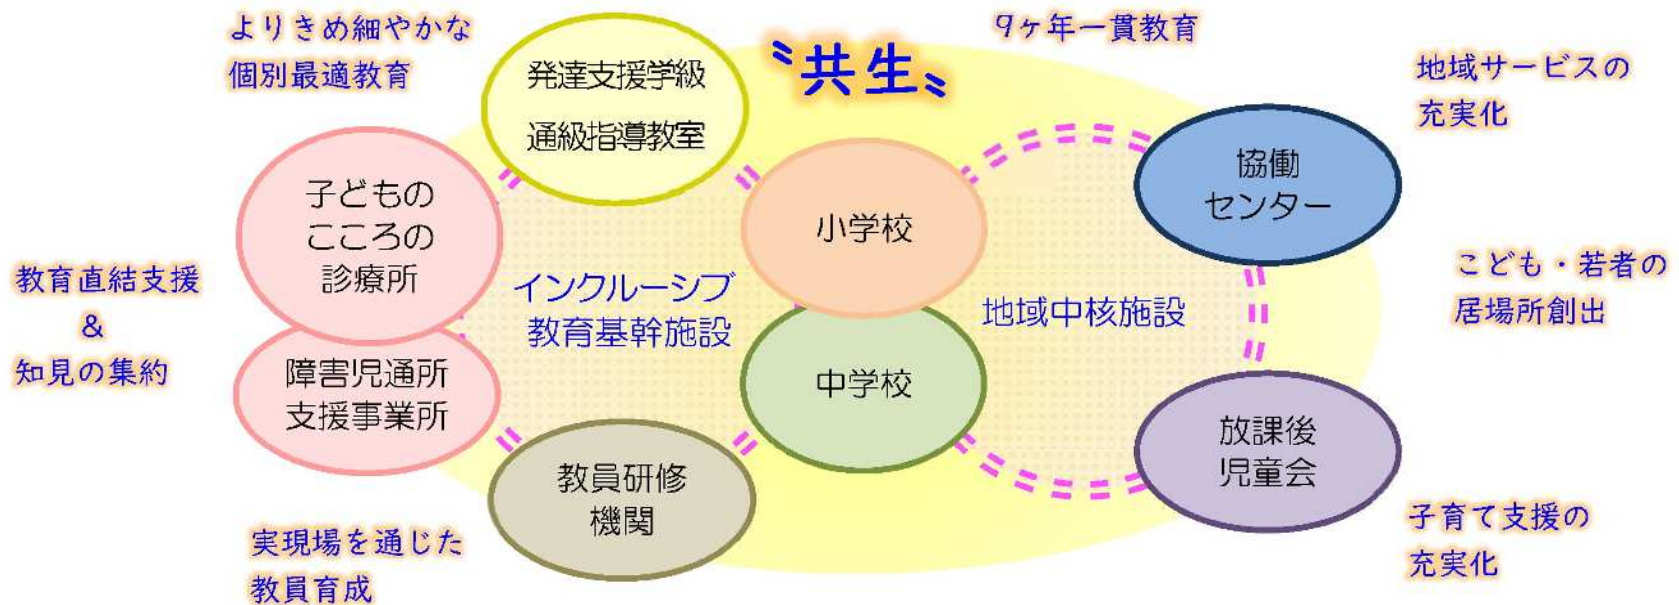 よりきめ細やかな
個別最適教育
発達支援学級
通級指導教室
〝共生〟
9ヶ年一貫教育
地域サービスの
充実化
子どもの
こころの
診療所
小学校
協働
センター
教育直結支援
&
知見の集約
インクルーシブ
教育基幹施設
地域中核施設
こども・若者の
居場所創出
障害児通所
支援事業所
中学校
放課後
児童会
教員研修
機関
実現場を通じた
教員育成
子育て支援の
充実化